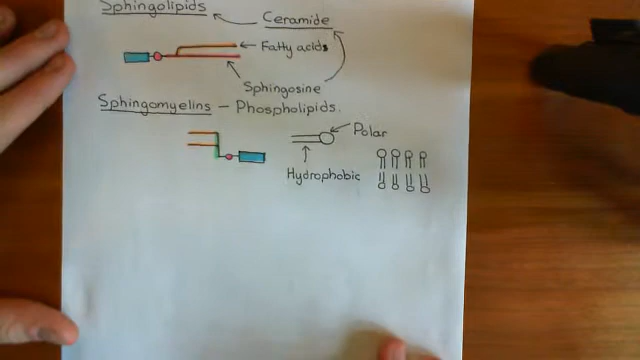 Sphingolipids
Ceramide
Fatty acids
Sphingosine
Sphingomyelins - Phospholipids.
Polar
Hydrophobic